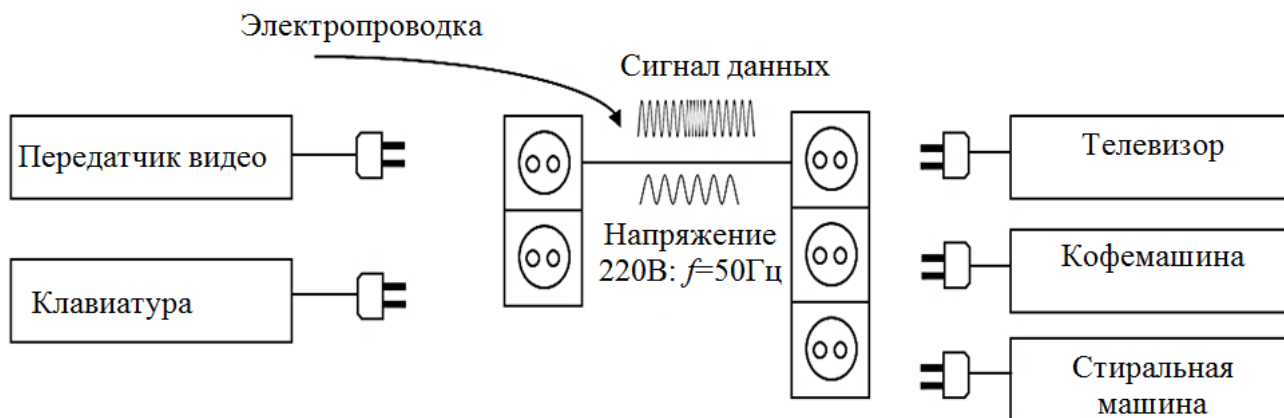 Электропроводка
Сигнал данных
Передатчик видео
Телевизор
Напряжение
220В: f=50Гц
Кофемашина
Клавиатура
Стиральная
машина